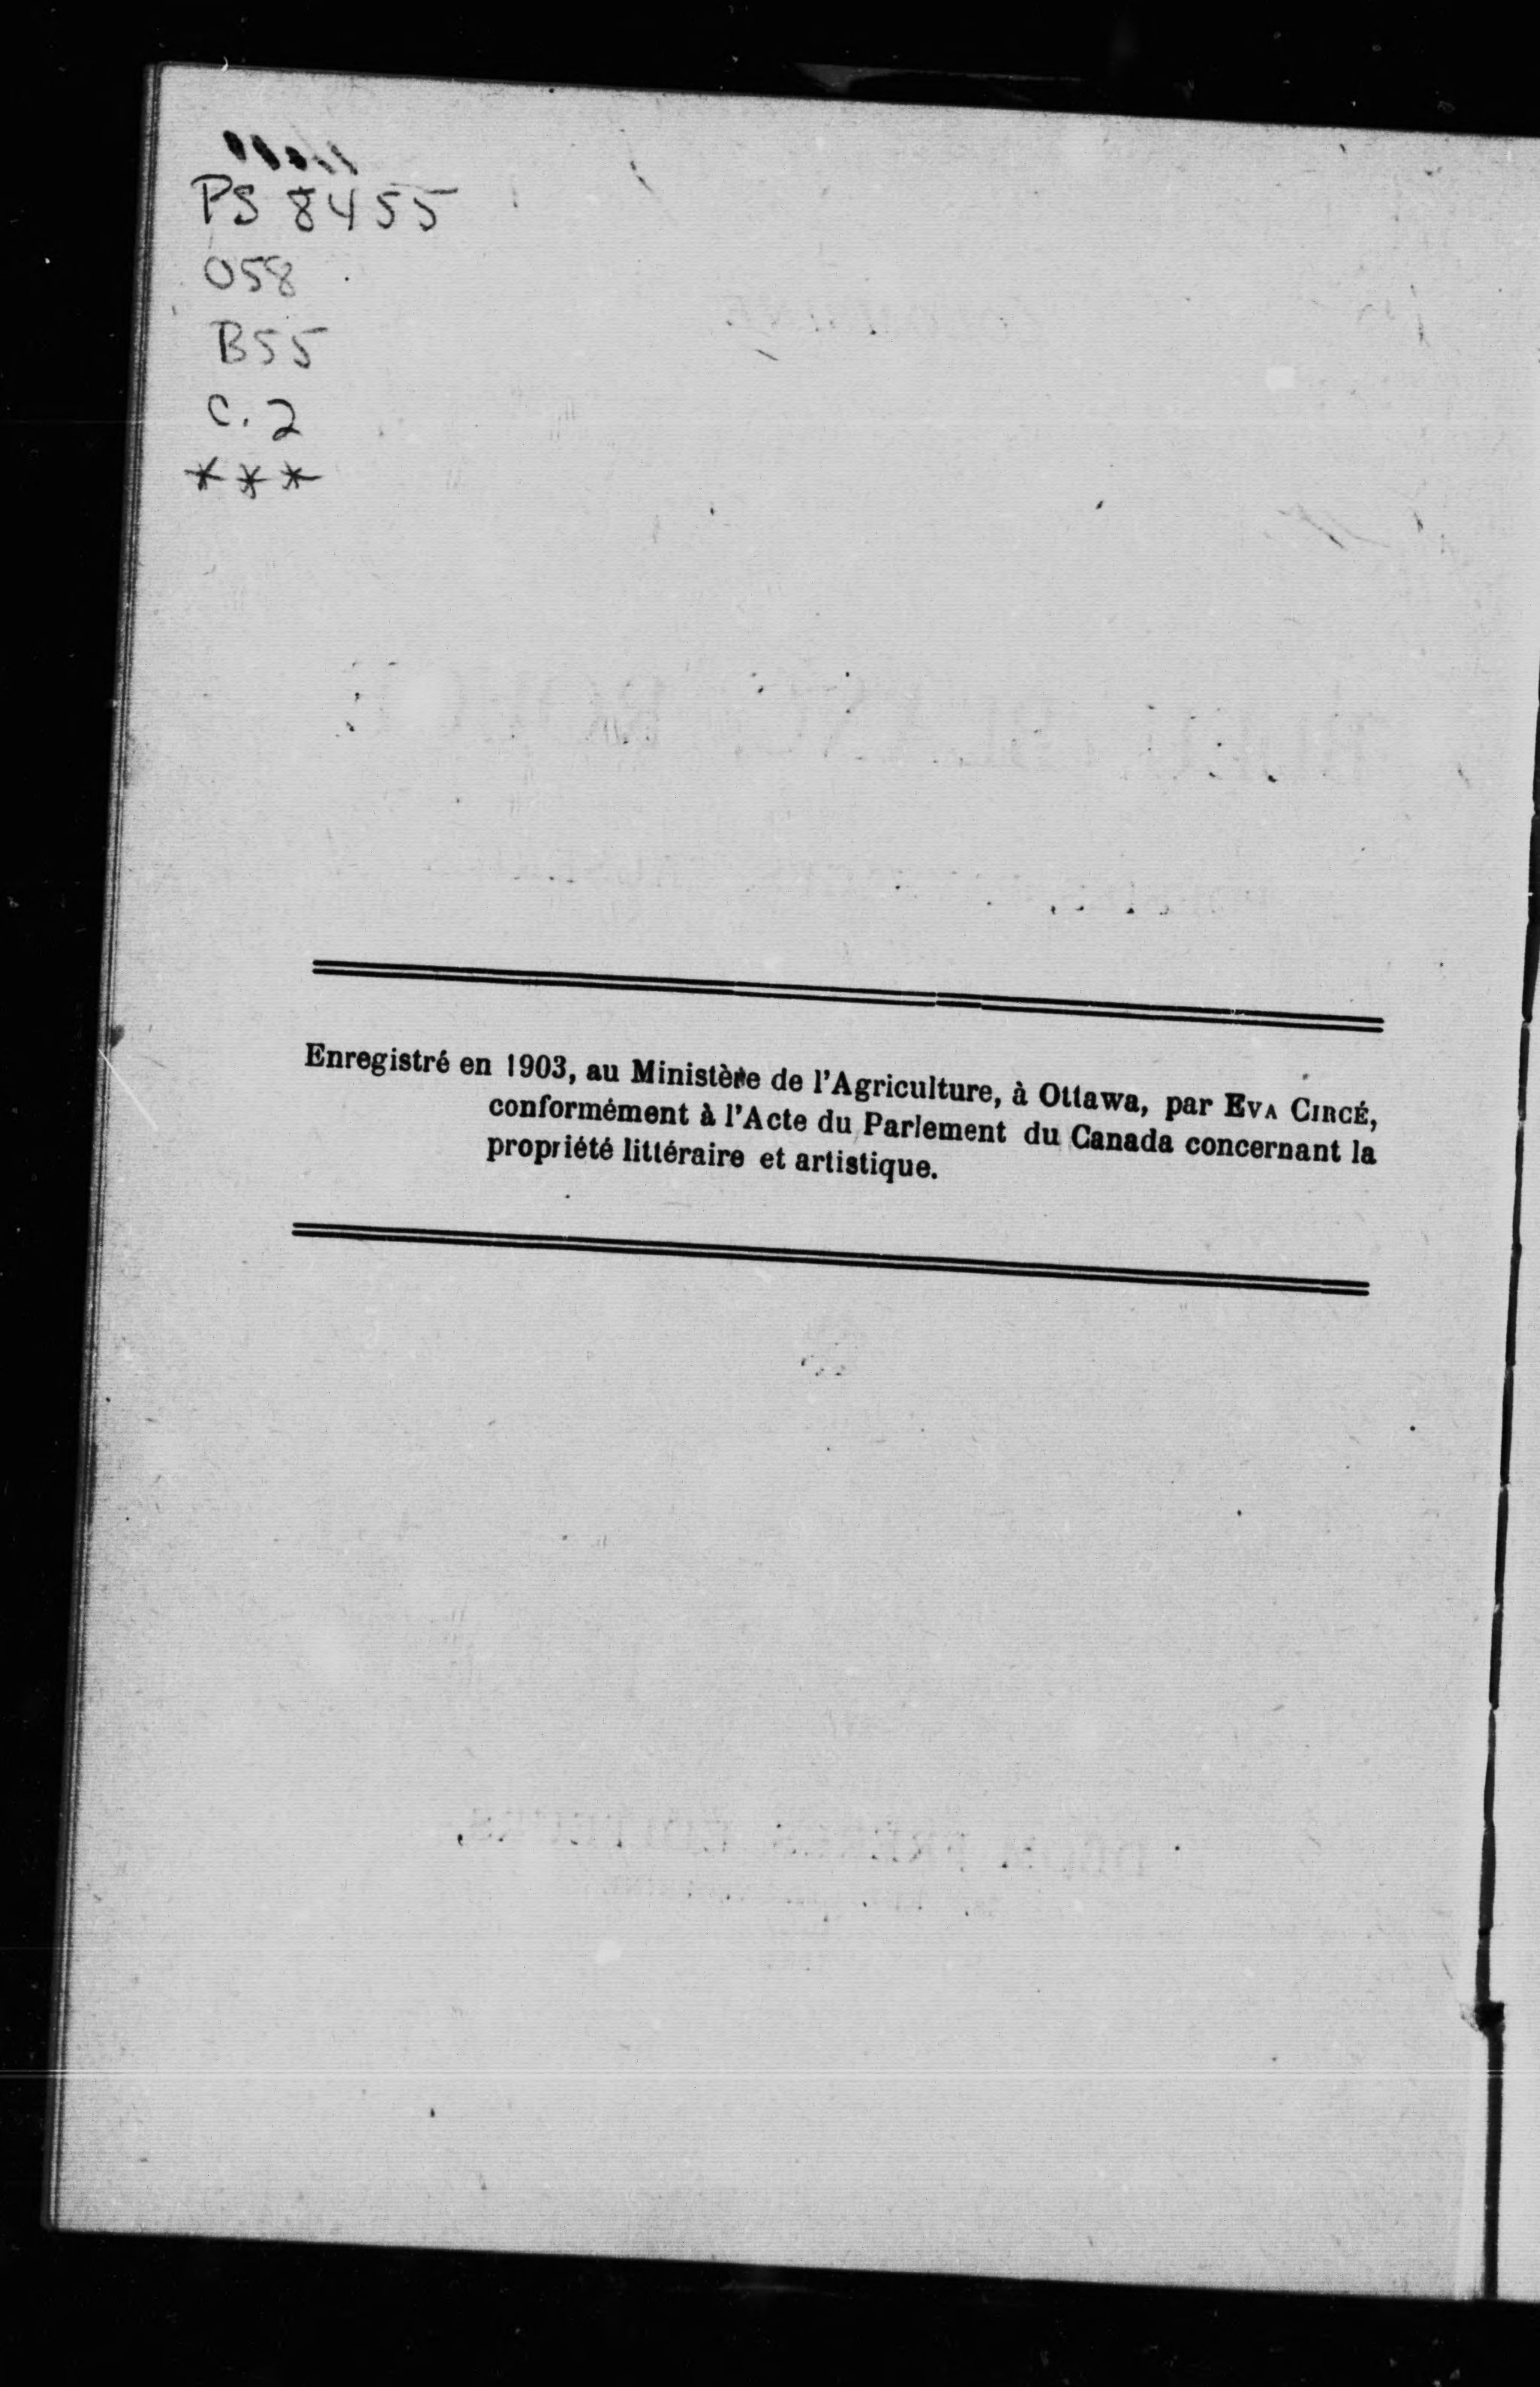 PS 8455
O58
B55
C.2
***
Enregistré en 1903, au Ministère de l'Agriculture, à Ottawa, par EVA CIRCÉ,
conformément à l'Acte du Parlement du Canada concernant la
propriété littéraire et artistique.